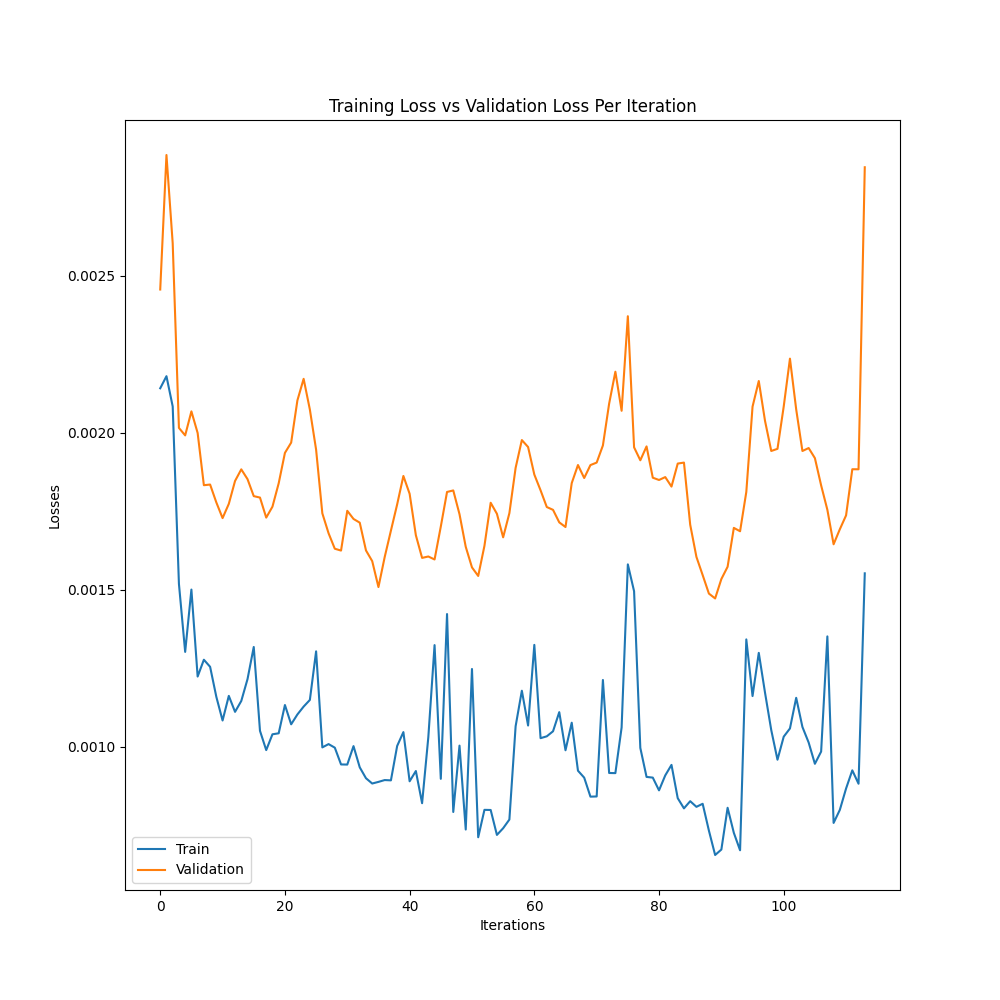 Training Loss vs Validation Loss Per Iteration
Losses
0.0025
0.0020
0.0015
0.0010
Train
Validation
0 20 40 60 80 100
Iterations